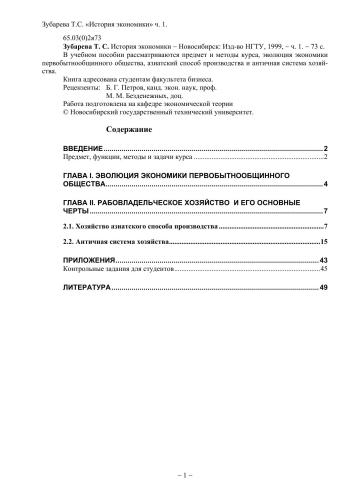 Зубарева Т.С. «История экономики» ч. 1.
65.03(0)2я73
Зубарева Т. С. История экономики – Новосибирск: Изд-во НГТУ, 1999, – ч. 1. – 73 с.
В учебном пособии рассматриваются предмет и методы курса, эволюция экономики
первобытнообщинного общества, азиатский способ производства и античная система хозяй-
ства.
Книга адресована студентам факультета бизнеса.
Рецензенты: Б. Г. Петров, канд. экон. наук, проф.
М. М. Безденежных, доц.
Работа подготовлена на кафедре экономической теории
© Новосибирский государственный технический университет.
Содержание
ВВЕДЕНИЕ...2
Предмет, функции, методы и задачи курса...2
ГЛАВА I. ЭВОЛЮЦИЯ ЭКОНОМИКИ ПЕРВОБЫТНООБЩИННОГО
ОБЩЕСТВА...4
ГЛАВА II. РАБОВЛАДЕЛЬЧЕСКОЕ ХОЗЯЙСТВО И ЕГО ОСНОВНЫЕ
ЧЕРТЫ...7
2.1. Хозяйство азиатского способа производства...7
2.2. Античная система хозяйства...15
ПРИЛОЖЕНИЯ...43
Контрольные задания для студентов...45
ЛИТЕРАТУРА...49
– 1 –